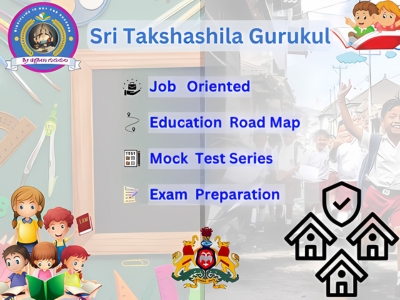 Sri Takshashila Gurukul
Job Oriented
Education Road Map
Mock Test Series
Exam Preparation